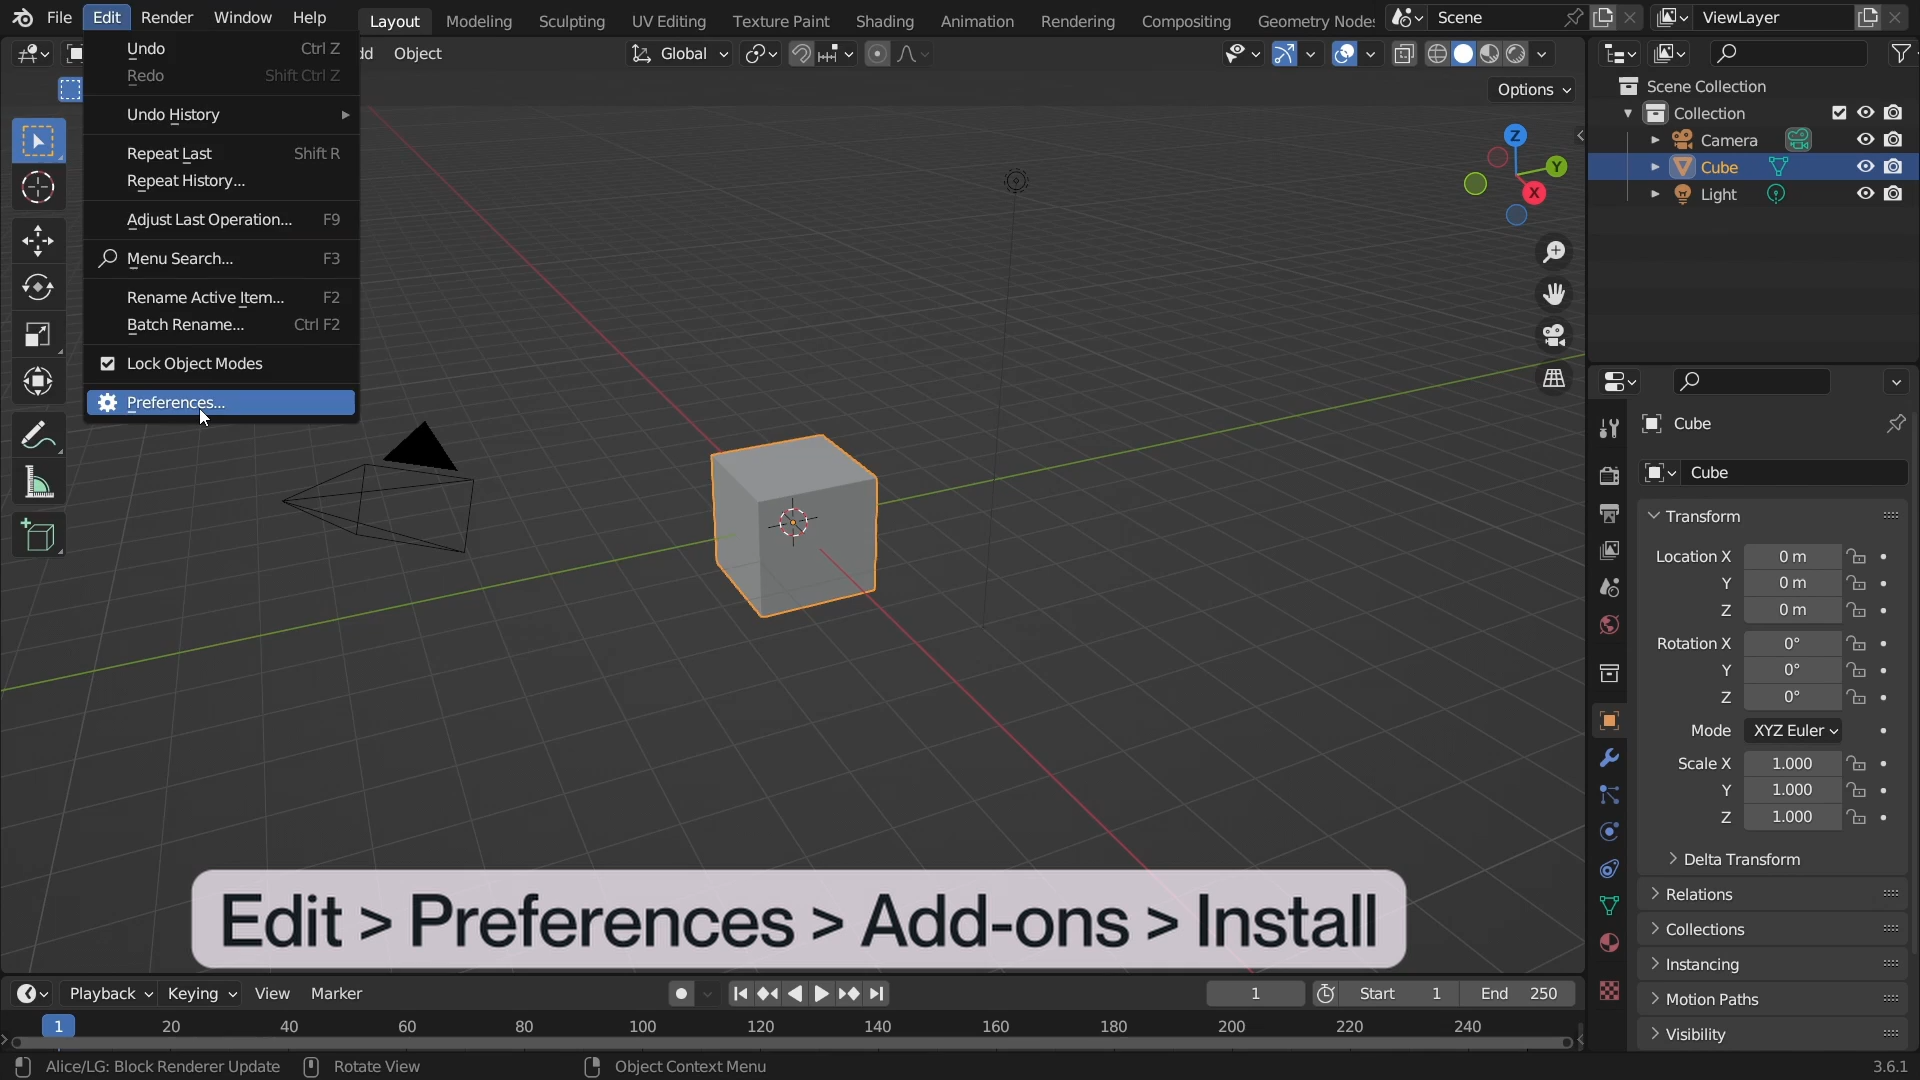 File Edit Render Window Help Layout Modeling Sculpting UV Editing Texture Paint Shading Animation Rendering Compositing Geometry Nodes Scene ViewLayer
Object Global
Options
Undo Ctrl Z
Redo Shift Ctrl Z
Undo History
Repeat Last Shift R
Repeat History...
Adjust Last Operation... F9
Menu Search... F3
Rename Active Item... F2
Batch Rename... Ctrl F2
Lock Object Modes
Preferences...
Z
Y
X
Scene Collection
Collection
Camera
Cube
Light
Cube
Cube
Transform
Location X 0 m
Y 0 m
Z 0 m
Rotation X 0°
Y 0°
Z 0°
Mode XYZ Euler
Scale X 1.000
Y 1.000
Z 1.000
Delta Transform
Relations
Collections
Instancing
Motion Paths
Visibility
Edit > Preferences > Add-ons > Install
Playback Keying View Marker 1 Start 1 End 250
1 20 40 60 80 100 120 140 160 180 200 220 240
Alice/LG: Block Renderer Update Rotate View Object Context Menu 3.6.1